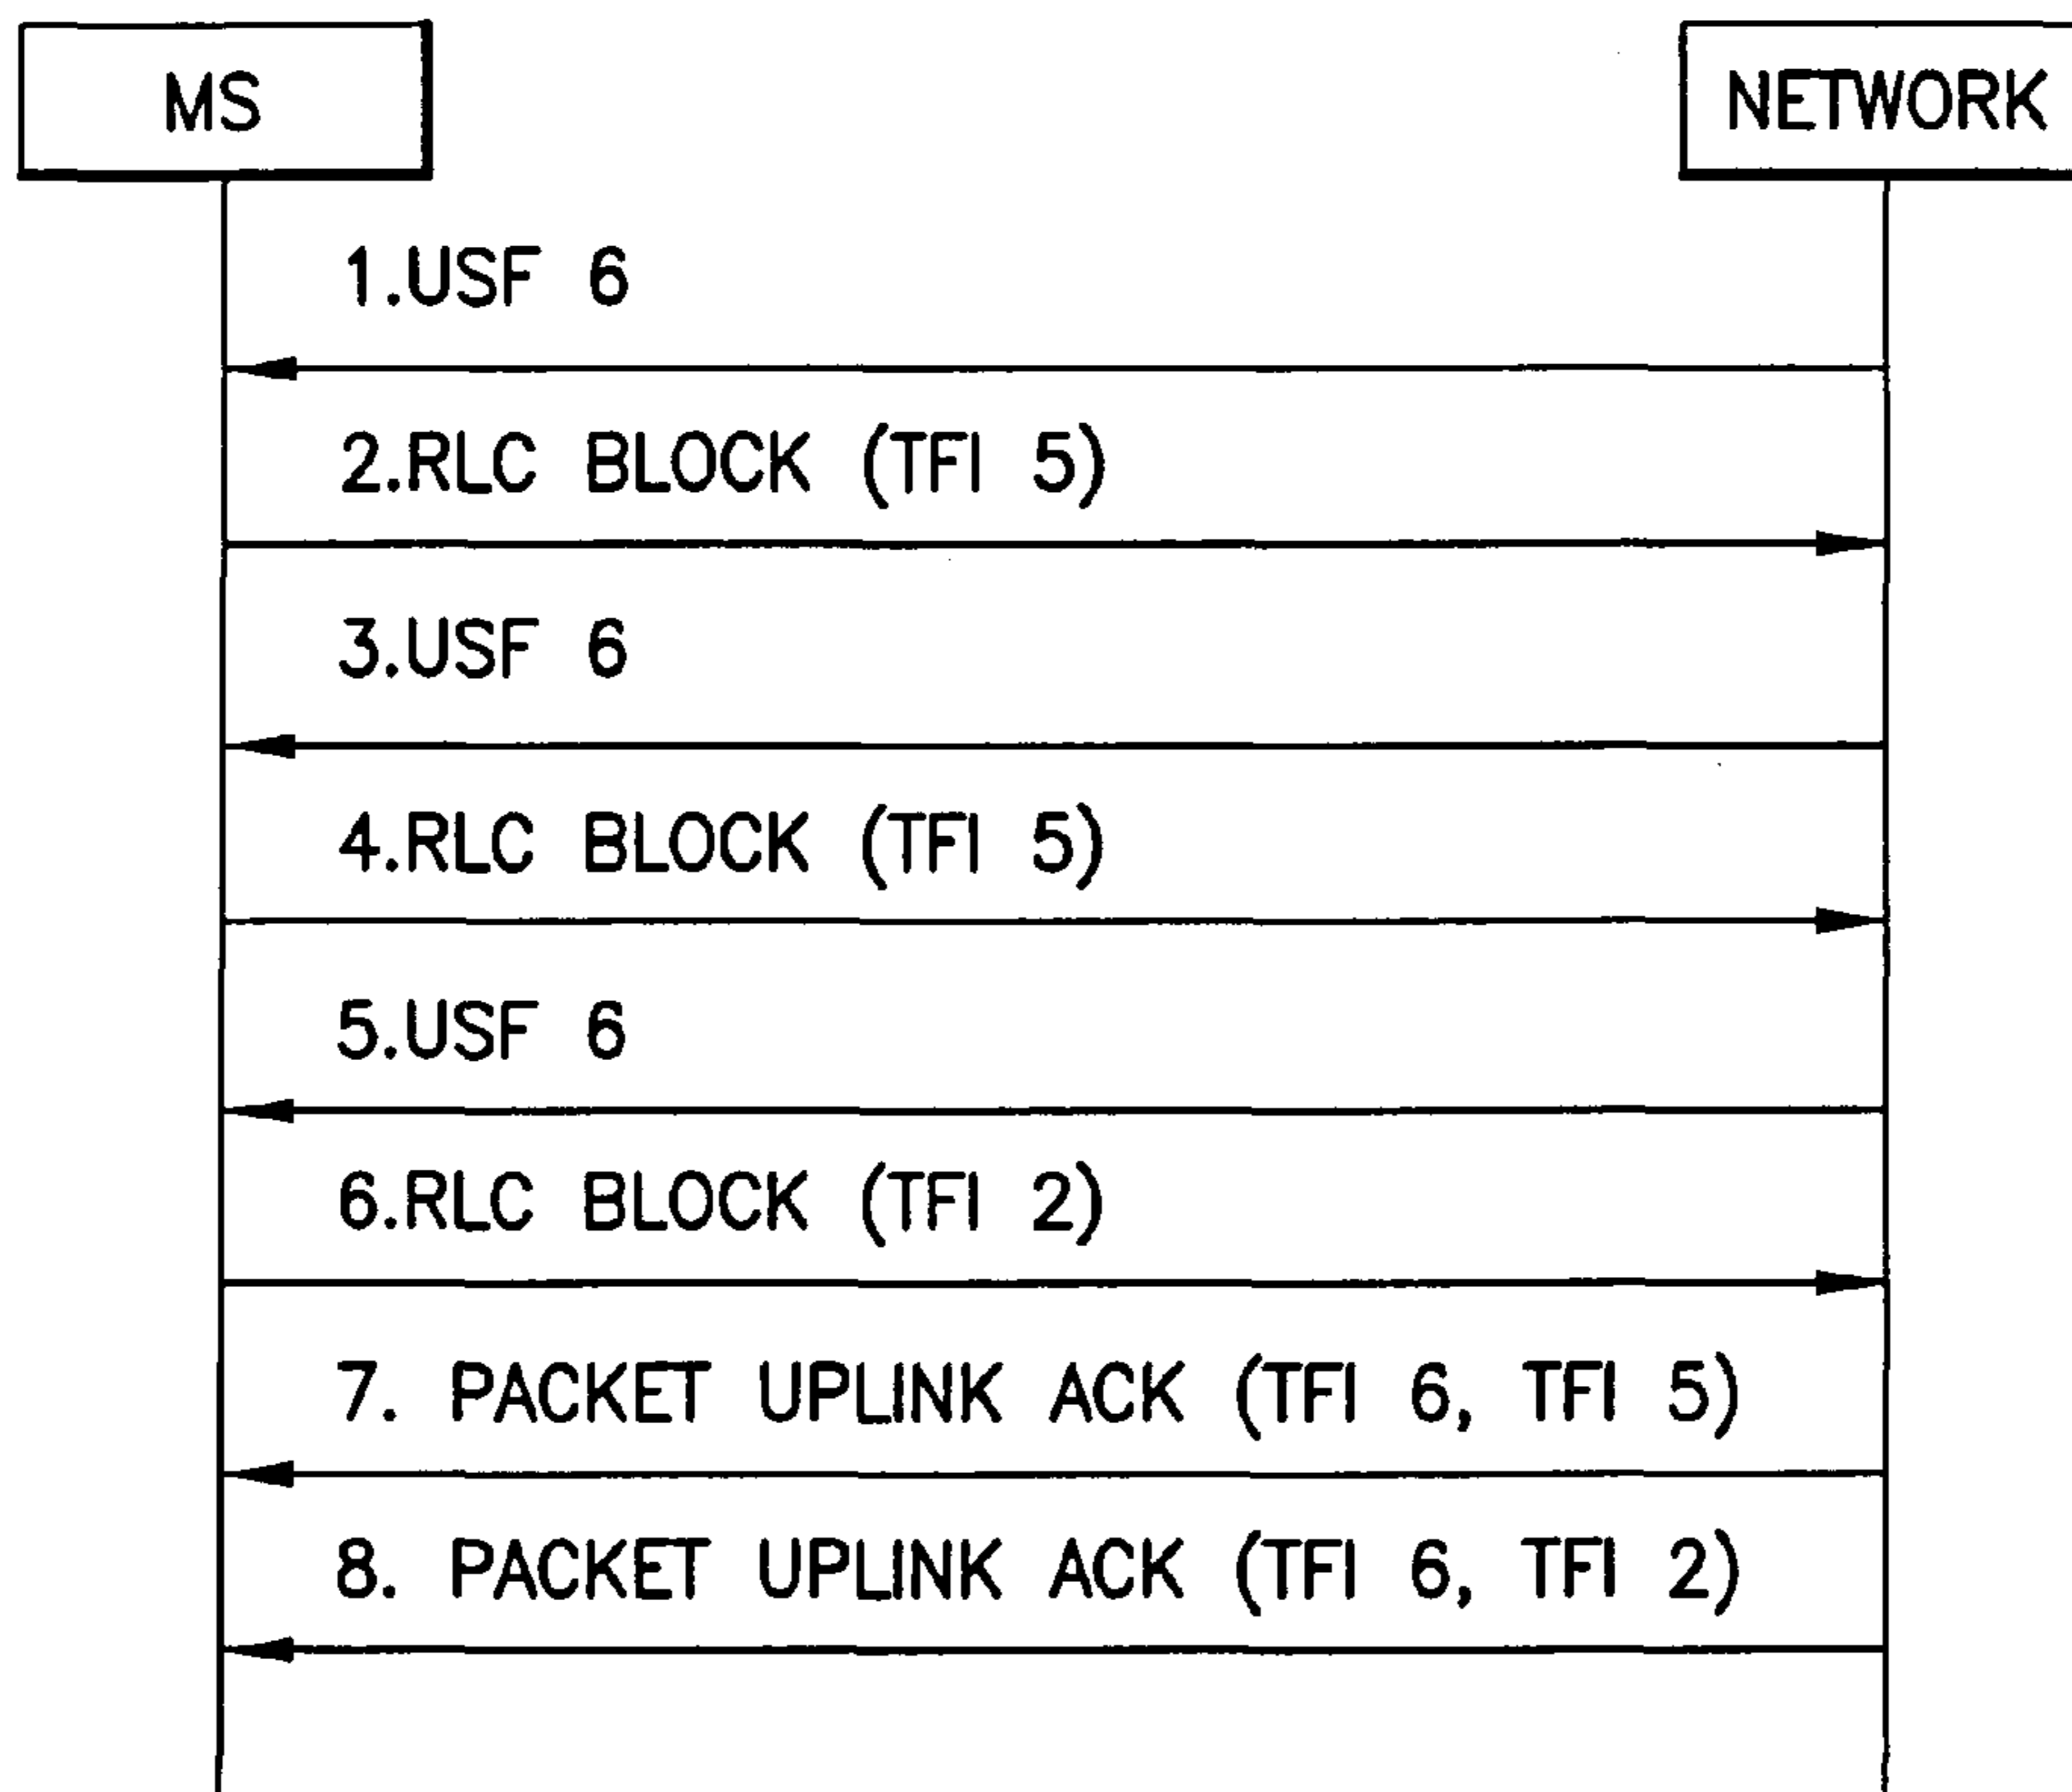 MS
NETWORK
1.USF 6
2.RLC BLOCK (TFI 5)
3.USF 6
4.RLC BLOCK (TFI 5)
5.USF 6
6.RLC BLOCK (TFI 2)
7. PACKET UPLINK ACK (TFI 6, TFI 5)
8. PACKET UPLINK ACK (TFI 6, TFI 2)